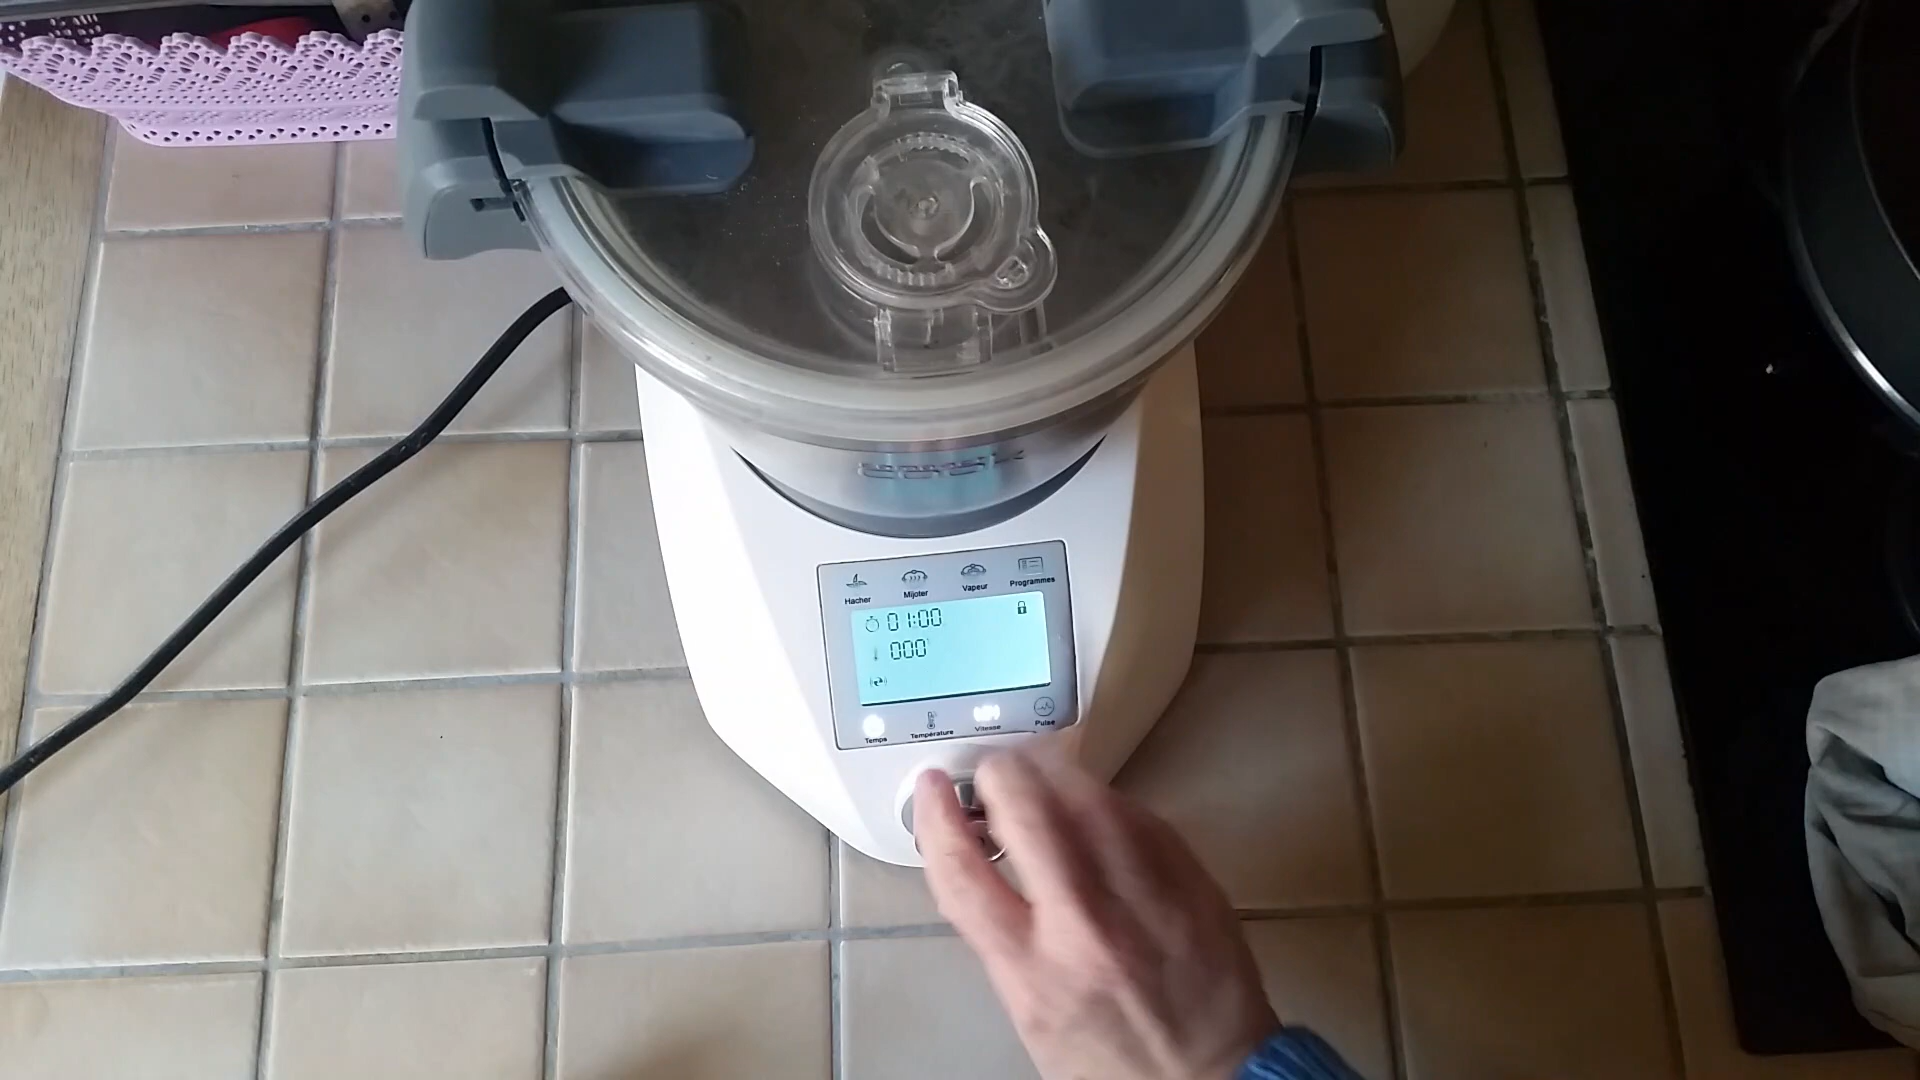 Hacher Mijoter Vapeur Programmes
01:00
000°
Temps Température Vitesse Pulse